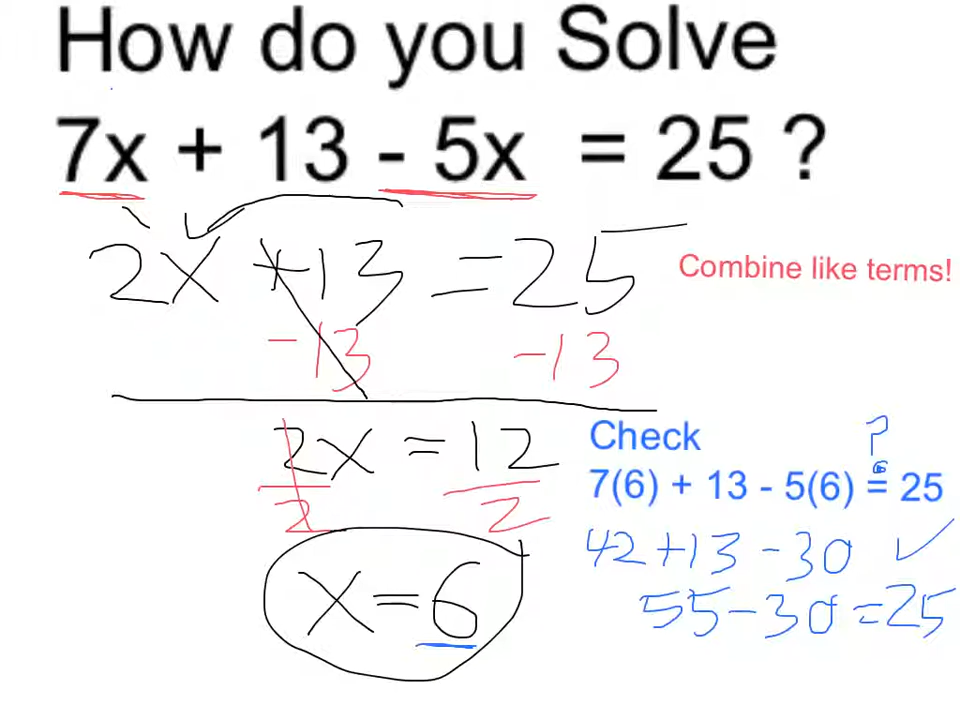 How do you Solve
7x + 13 - 5x = 25 ?
2x +13 = 25
Combine like terms!
-13 -13
2x = 12
2 2
x = 6
Check
?
7(6) + 13 - 5(6) = 25
42 +13 -30 ✓
55-30 = 25